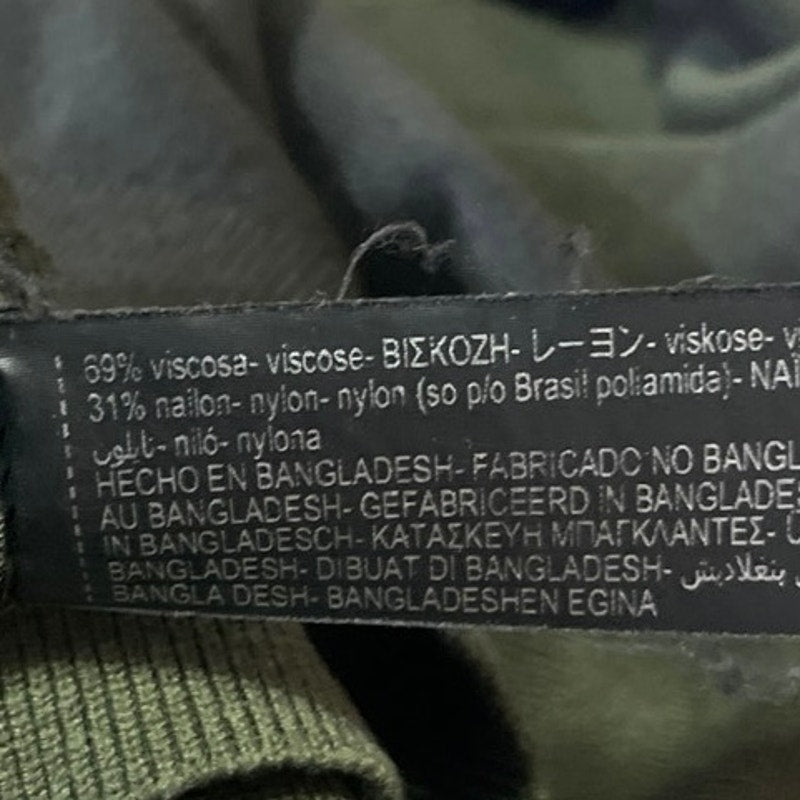 69% viscosa- viscose- ΒΙΣΚΟΖΗ- レーヨン- viskose-
31% nailon- nylon- nylon (so p/o Brasil poliamida)-
نايلون- niló- nylona
HECHO EN BANGLADESH- FABRICADO NO
AU BANGLADESH- GEFABRICEERD IN
IN BANGLADESCH- ΚΑΤΑΣΚΕΥΗ ΜΠΑΓΚΛΑΝΤΕΣ-
BANGLADESH- DIBUAT DI BANGLADESH- بنغلاديش
BANGLA DESH- BANGLADESHEN EGINA